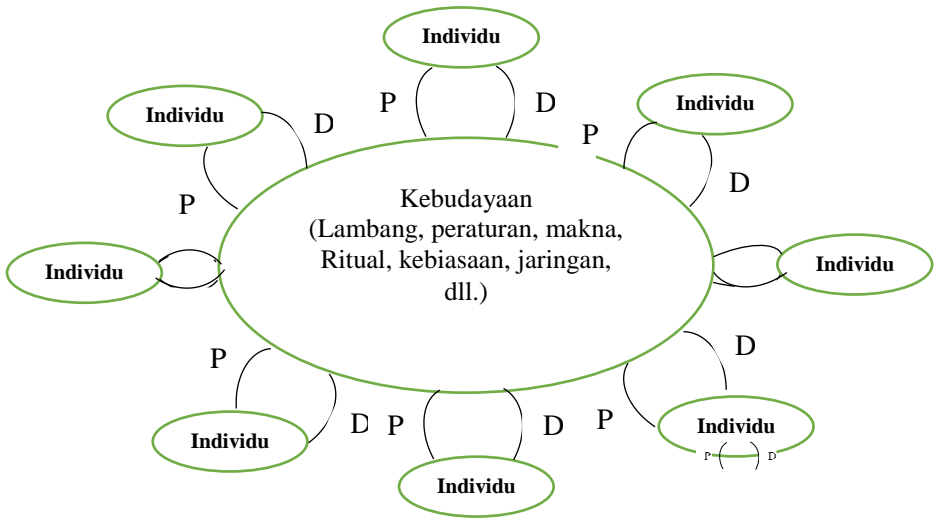 Individu
P
D
Individu
D
P
Individu
P
D
Kebudayaan
(Lambang, peraturan, makna,
Ritual, kebiasaan, jaringan,
dll.)
Individu
Individu
P
D
Individu
P
D
Individu
D
P
Individu
P D